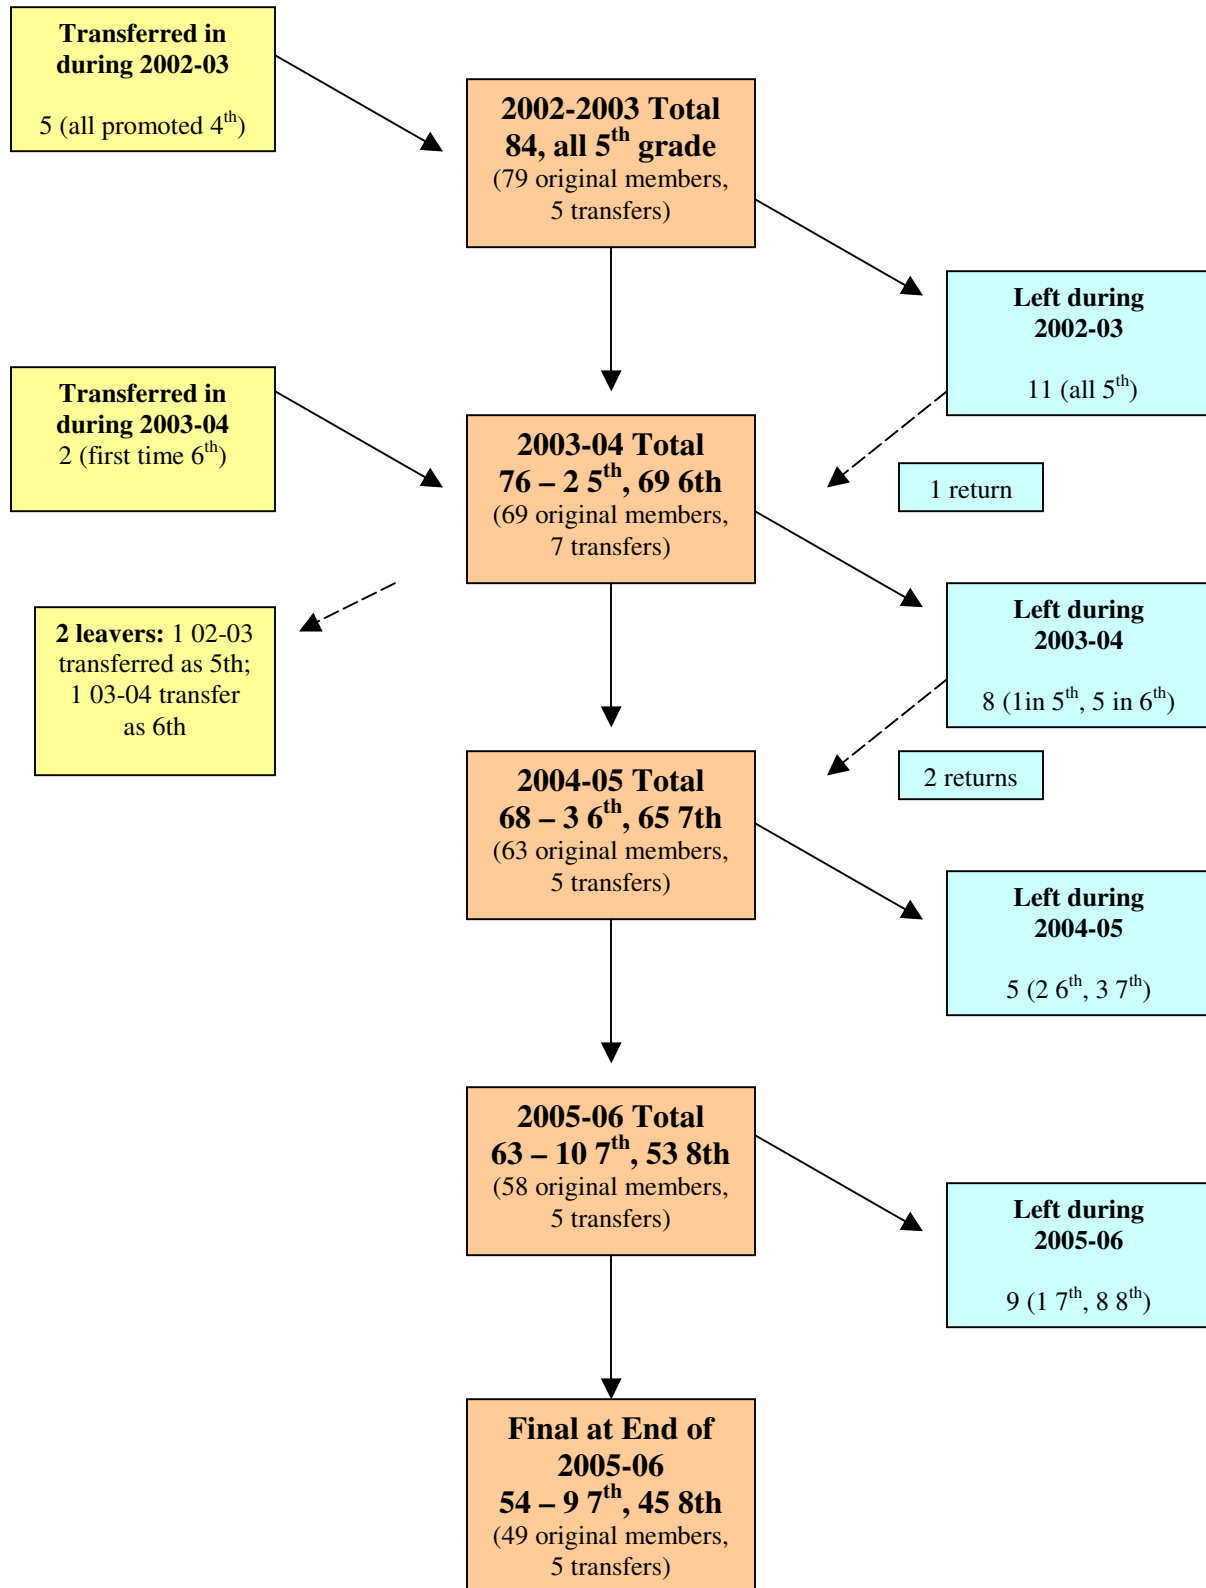 Transferred in
during 2002-03
5 (all promoted 4th)
2002-2003 Total
84, all 5th grade
(79 original members,
5 transfers)
Left during
2002-03
11 (all 5th)
Transferred in
during 2003-04
2 (first time 6th)
2003-04 Total
76 – 2 5th, 69 6th
(69 original members,
7 transfers)
1 return
2 leavers: 1 02-03
transferred as 5th;
1 03-04 transfer
as 6th
Left during
2003-04
8 (1in 5th, 5 in 6th)
2004-05 Total
68 – 3 6th, 65 7th
(63 original members,
5 transfers)
2 returns
Left during
2004-05
5 (2 6th, 3 7th)
2005-06 Total
63 – 10 7th, 53 8th
(58 original members,
5 transfers)
Left during
2005-06
9 (1 7th, 8 8th)
Final at End of
2005-06
54 – 9 7th, 45 8th
(49 original members,
5 transfers)